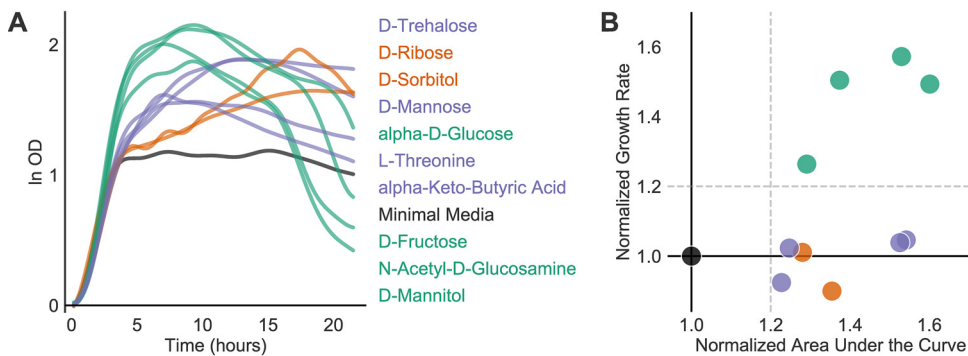 A
ln OD
2
1
0
0
5
10
15
20
Time (hours)
D-Trehalose
D-Ribose
D-Sorbitol
D-Mannose
alpha-D-Glucose
L-Threonine
alpha-Keto-Butyric Acid
Minimal Media
D-Fructose
N-Acetyl-D-Glucosamine
D-Mannitol
B
Normalized Growth Rate
1.6
1.4
1.2
1.0
1.0
1.2
1.4
1.6
Normalized Area Under the Curve